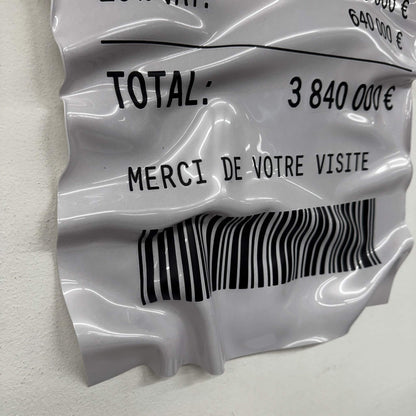 640 000 €
TOTAL: 3 840 000 €
MERCI DE VOTRE VISITE